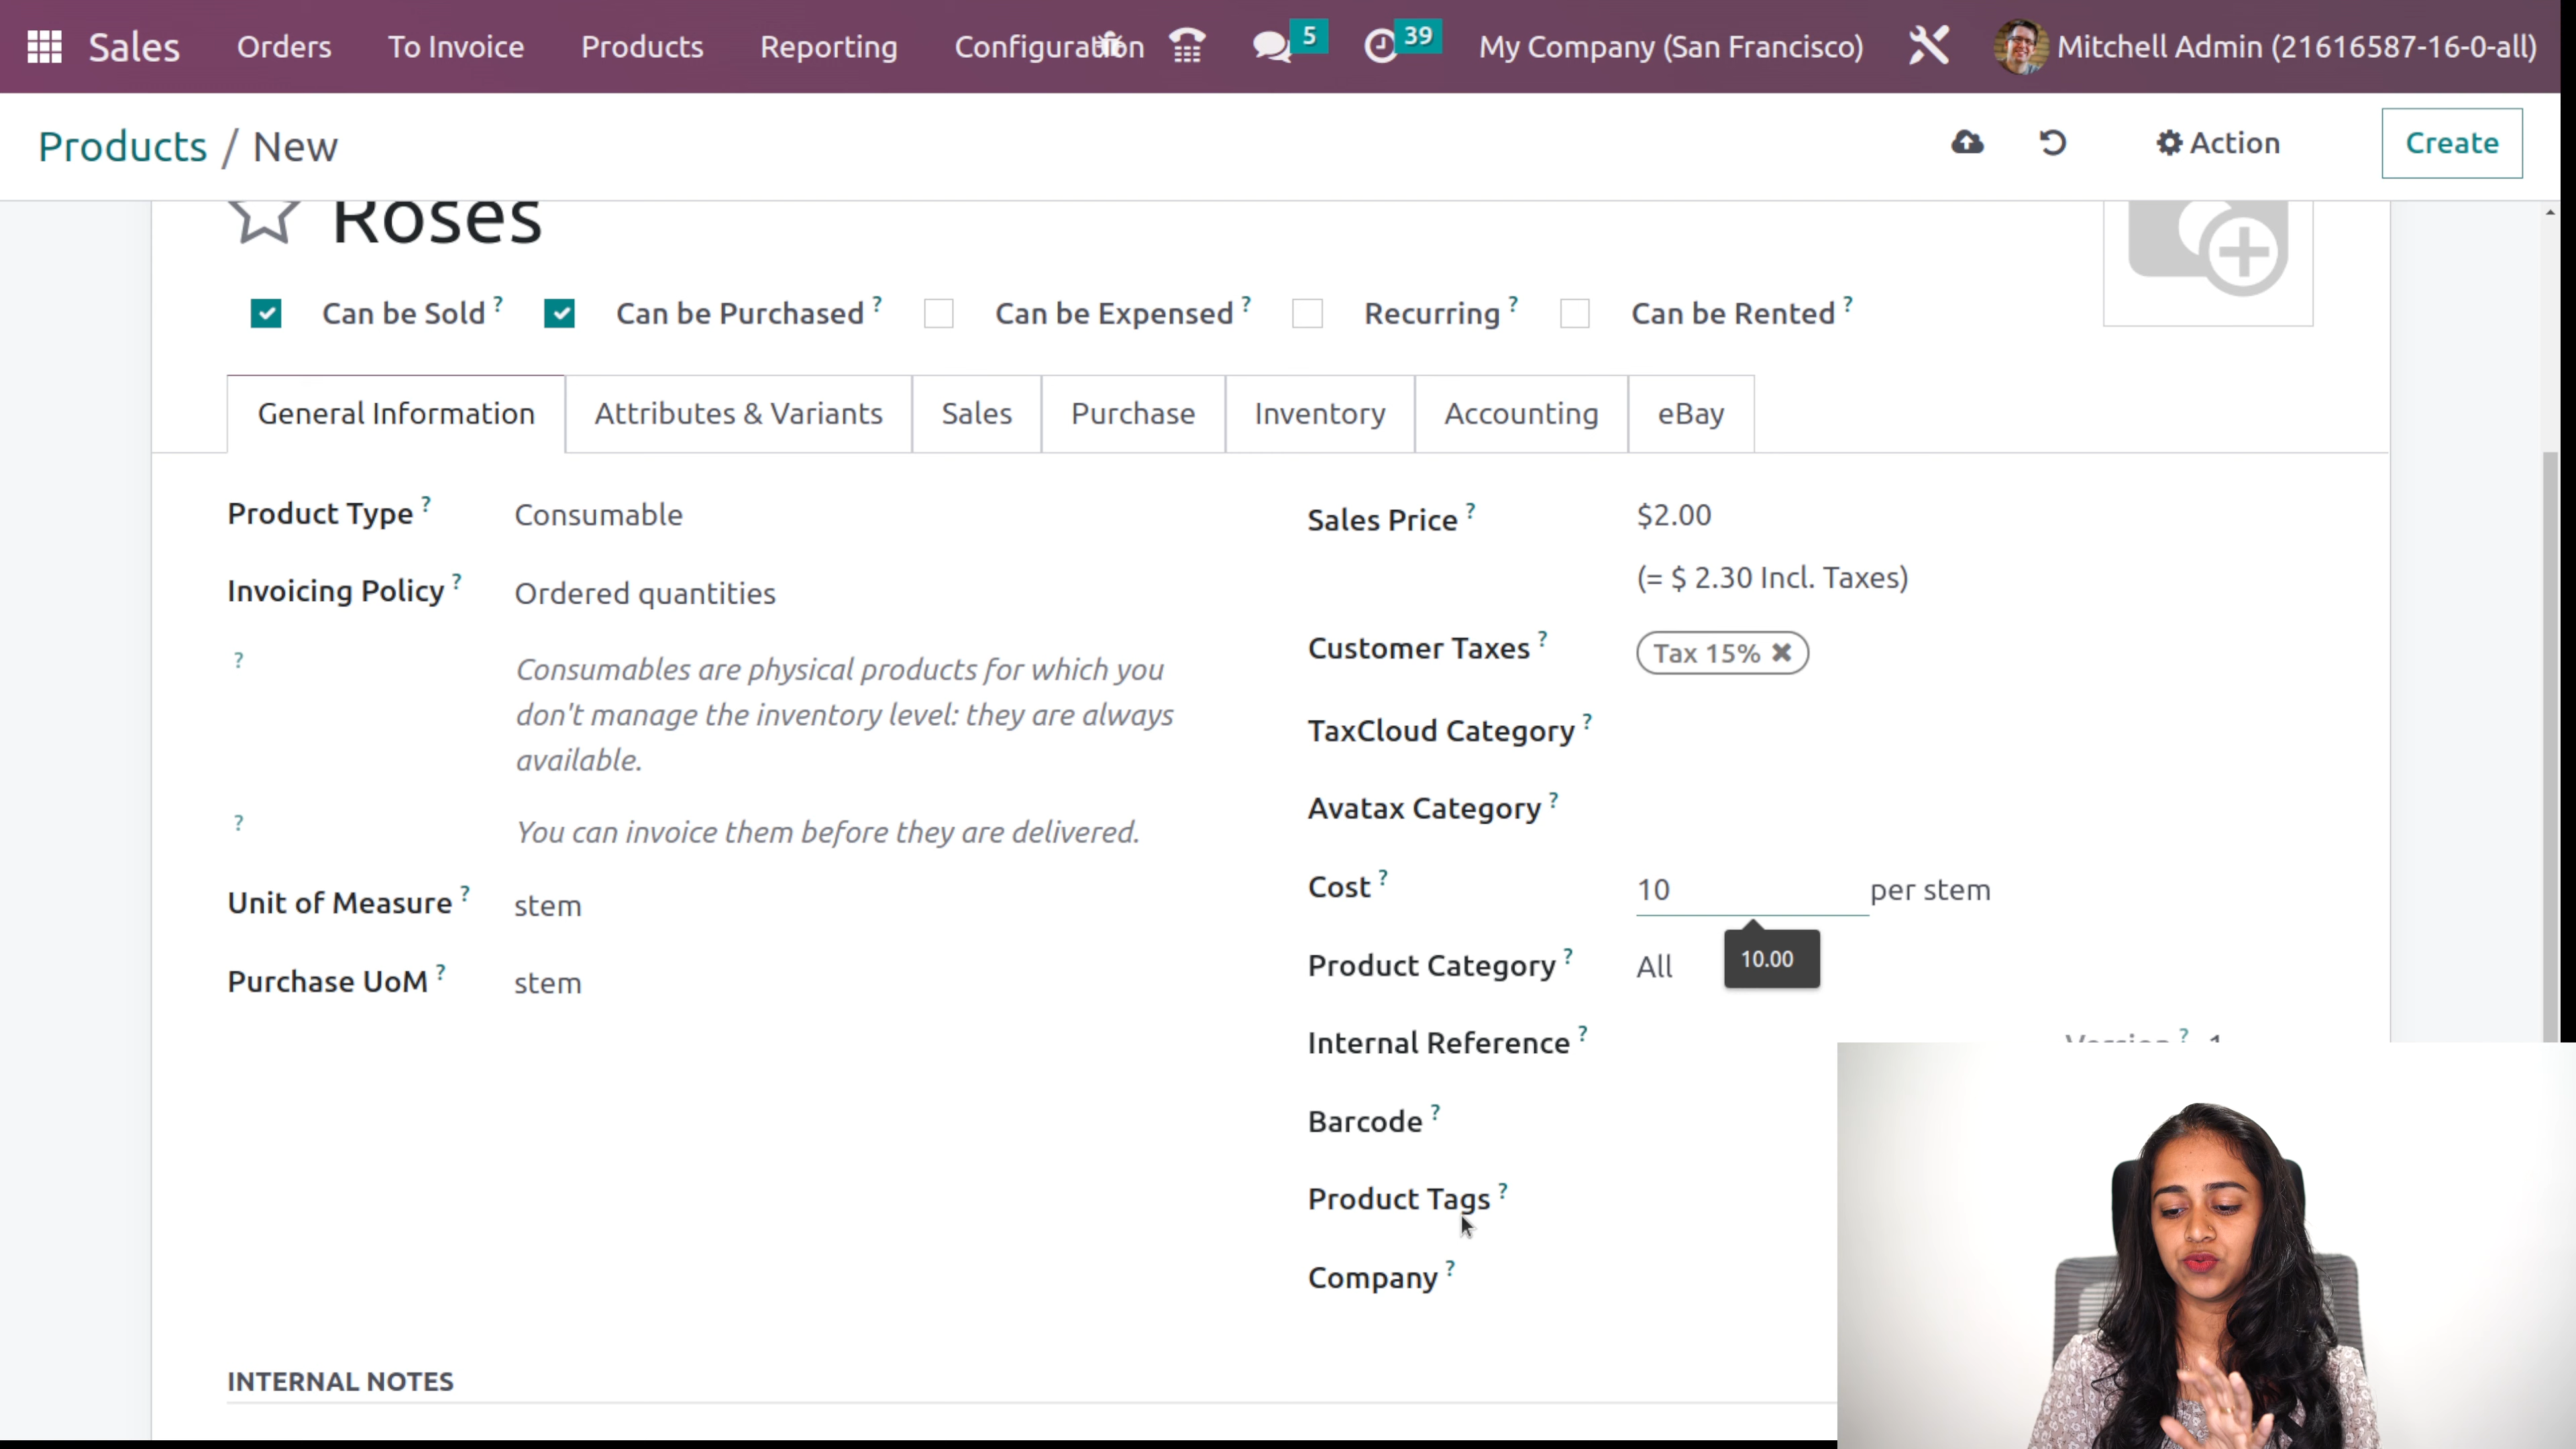 Sales Orders To Invoice Products Reporting Configuration 5 39 My Company (San Francisco) Mitchell Admin (21616587-16-0-all)
Products / New Action Create
Roses
Can be Sold ? Can be Purchased ? Can be Expensed ? Recurring ? Can be Rented ?
General Information Attributes & Variants Sales Purchase Inventory Accounting eBay
Product Type ? Consumable
Invoicing Policy ? Ordered quantities
? Consumables are physical products for which you
don't manage the inventory level: they are always
available.
? You can invoice them before they are delivered.
Unit of Measure ? stem
Purchase UoM ? stem
Sales Price ? $2.00
(= $ 2.30 Incl. Taxes)
Customer Taxes ? Tax 15% ✖
TaxCloud Category ?
Avatax Category ?
Cost ? 10 per stem
10.00
Product Category ? All
Internal Reference ? Version ? 1
Barcode ?
Product Tags ?
Company ?
INTERNAL NOTES